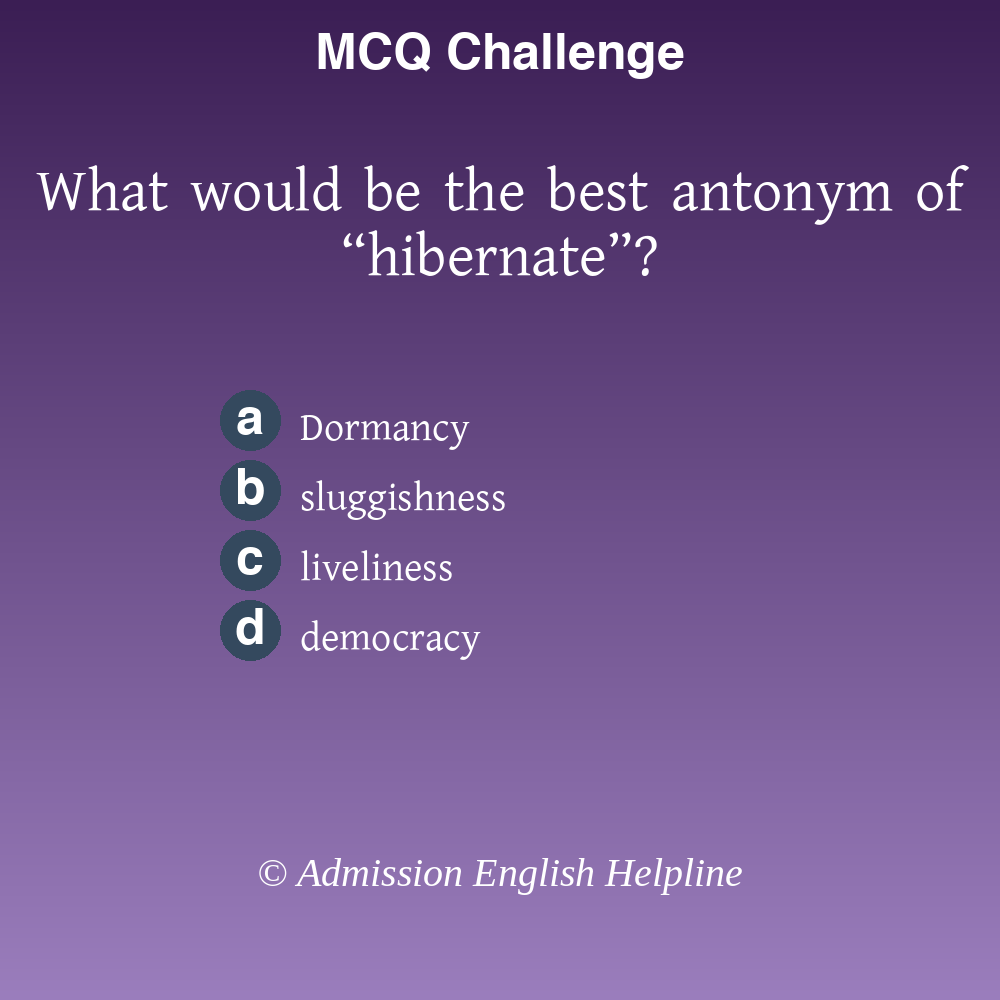 MCQ Challenge
What would be the best antonym of
“hibernate”?
a Dormancy
b sluggishness
c liveliness
d democracy
© Admission English Helpline